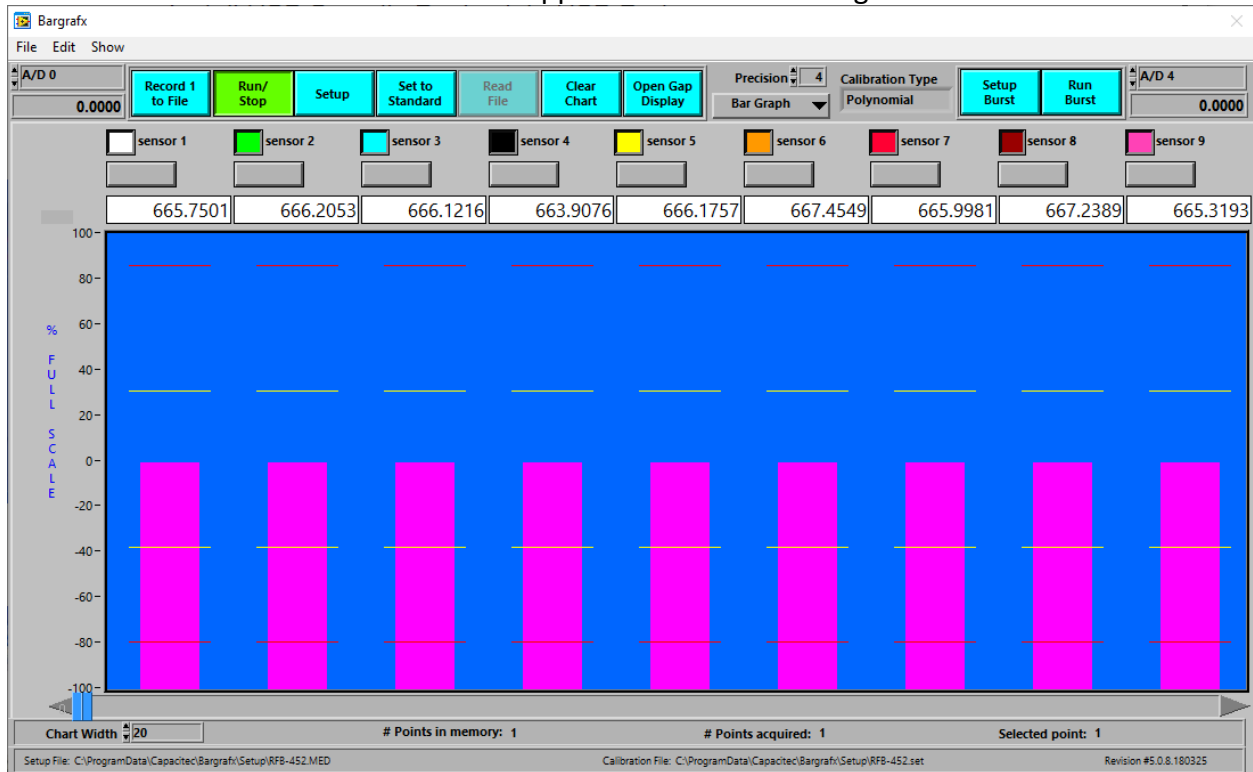 Bargrafx
File Edit Show
A/D 0
0.0000
Record 1 to File
Run/ Stop
Setup
Set to Standard
Read File
Clear Chart
Open Gap Display
Precision 4
Bar Graph
Calibration Type
Polynomial
Setup Burst
Run Burst
A/D 4
0.0000
sensor 1 sensor 2 sensor 3 sensor 4 sensor 5 sensor 6 sensor 7 sensor 8 sensor 9
665.7501 666.2053 666.1216 663.9076 666.1757 667.4549 665.9981 667.2389 665.3193
% FULL SCALE
100
80
60
40
20
0
-20
-40
-60
-80
-100
Chart Width 20 # Points in memory: 1 # Points acquired: 1 Selected point: 1
Setup File: C:\ProgramData\Capacitec\Bargrafx\Setup\RFB-452.MED Calibration File: C:\ProgramData\Capacitec\Bargrafx\Setup\RFB-452.set Revision #5.0.8.180325